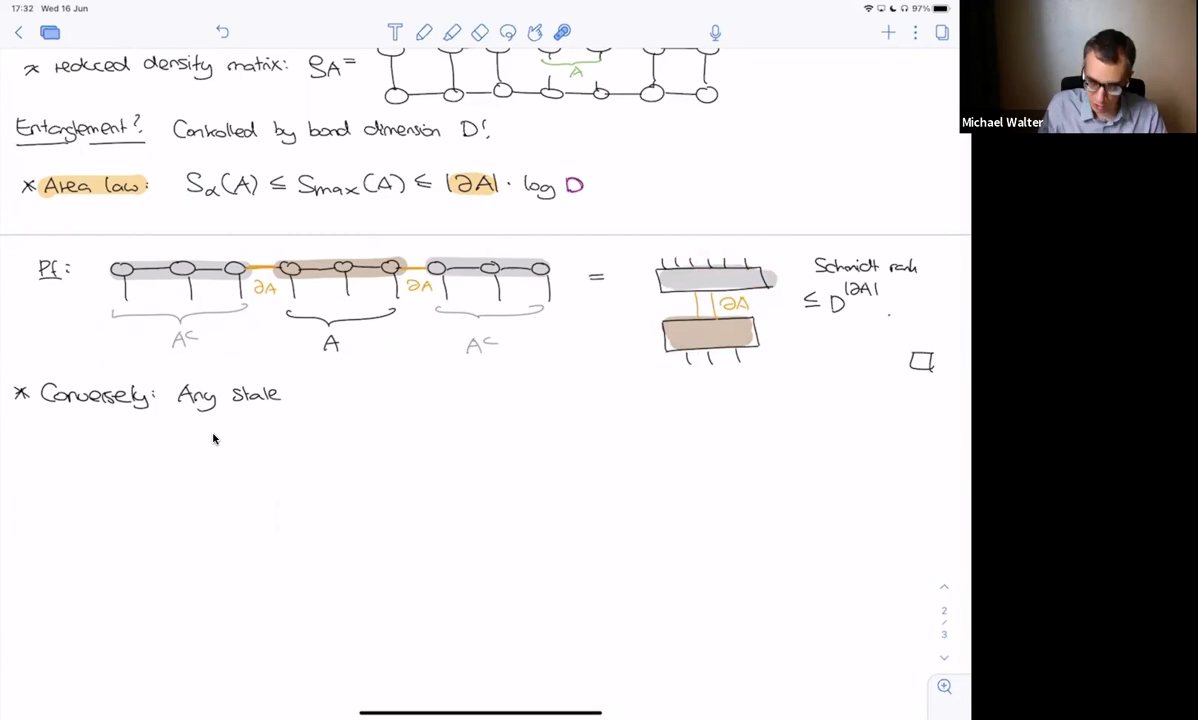 17:32 Wed 16 Jun 97%
* reduced density matrix: ρA =
A
Entanglement? Controlled by bond dimension D!
Michael Walter
* Area law: Sα(A) ≤ Smax(A) ≤ |∂A| · log D
Pf: ∂A ∂A = ∂A Schmidt rank ≤ D^|∂A|
A^c A A^c
* Conversely: Any state
2
/
3